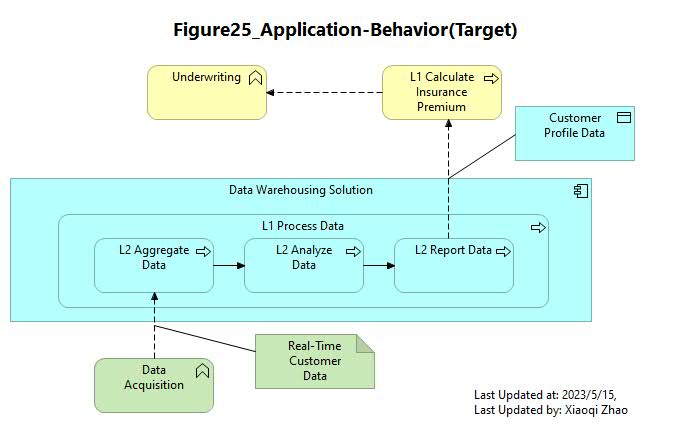 Figure25_Application-Behavior(Target)
Underwriting
L1 Calculate
Insurance
Premium
Customer
Profile Data
Data Warehousing Solution
L1 Process Data
L2 Aggregate
Data
L2 Analyze
Data
L2 Report Data
Real-Time
Customer
Data
Data
Acquisition
Last Updated at: 2023/5/15,
Last Updated by: Xiaoqi Zhao